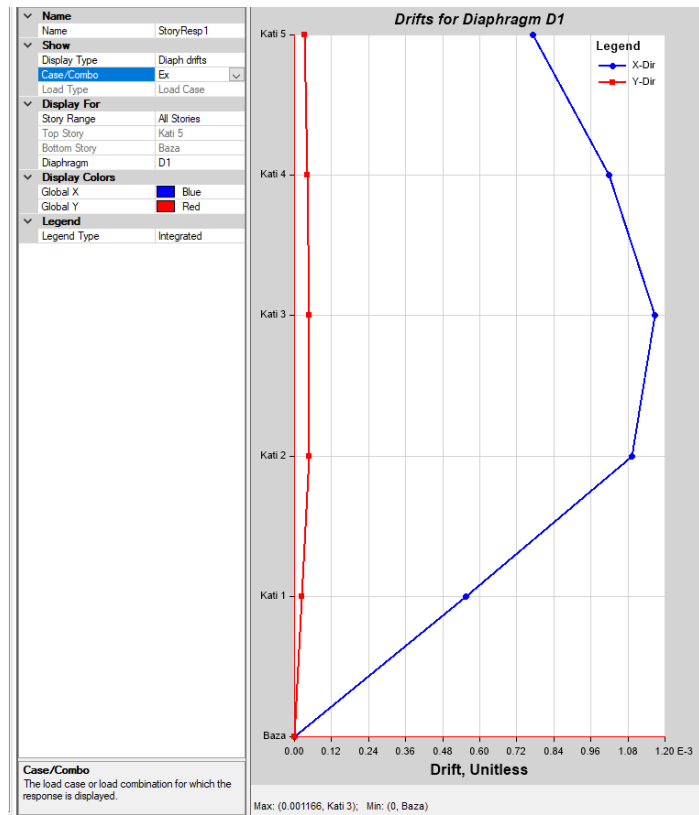 Name
Name StoryResp1
Show
Display Type Diaph drifts
Case/Combo Ex
Load Type Load Case
Display For
Story Range All Stories
Top Story Kati 5
Bottom Story Baza
Diaphragm D1
Display Colors
Global X Blue
Global Y Red
Legend
Legend Type Integrated
Case/Combo
The load case or load combination for which the
response is displayed.
Drifts for Diaphragm D1
Legend
X-Dir
Y-Dir
Kati 5
Kati 4
Kati 3
Kati 2
Kati 1
Baza
0.00 0.12 0.24 0.36 0.48 0.60 0.72 0.84 0.96 1.08 1.20 E-3
Drift, Unitless
Max: (0.001166, Kati 3); Min: (0, Baza)